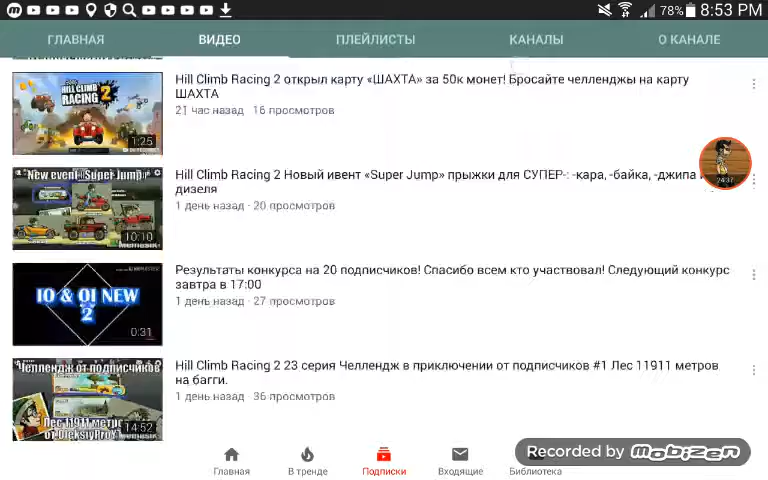 78% 8:53 PM
ГЛАВНАЯ ВИДЕО ПЛЕЙЛИСТЫ КАНАЛЫ О КАНАЛЕ
HILL CLIMB
RACING 2
1:25
Hill Climb Racing 2 открыл карту «ШАХТА» за 50к монет! Бросайте челленджы на карту
ШАХТА
21 час назад · 16 просмотров
24:37
New event «Super Jump»
10:10
Hill Climb Racing 2 Новый ивент «Super Jump» прыжки для СУПЕР-: -кара, -байка, -джипа
дизеля
1 день назад · 20 просмотров
IO & OI NEW
2
0:31
Результаты конкурса на 20 подписчиков! Спасибо всем кто участвовал! Следующий конкурс
завтра в 17:00
1 день назад · 27 просмотров
Челлендж от подписчиков
Лес 11911 метров
от OleksiyProYT
14:52
Hill Climb Racing 2 23 серия Челлендж в приключении от подписчиков #1 Лес 11911 метров
на багги.
1 день назад · 36 просмотров
Главная В тренде Подписки Входящие Библиотека
Recorded by MOBIZEN